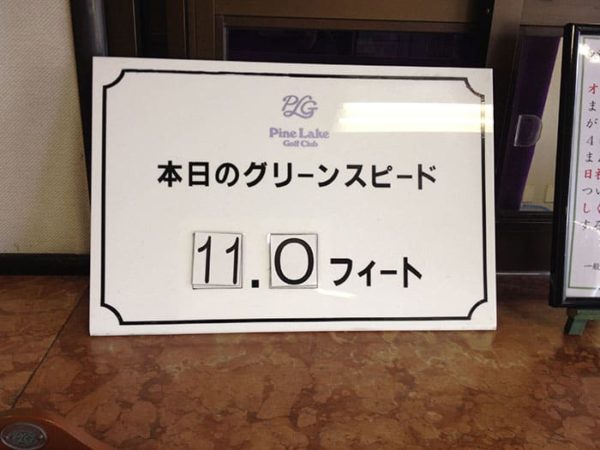 PLG
Pine Lake
Golf Club
本日のグリーンスピード
11.0フィート